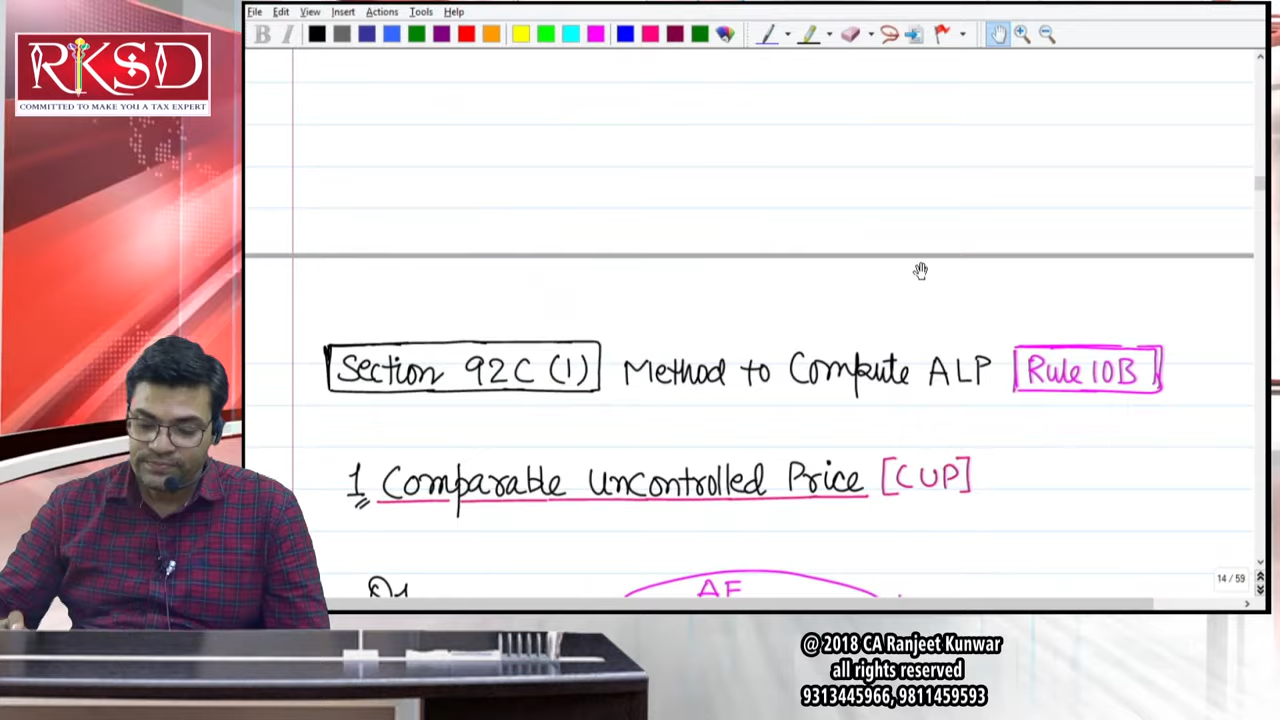 File Edit View Insert Actions Tools Help
B I
RKSD
COMMITTED TO MAKE YOU A TAX EXPERT
Section 92C (1) Method to Compute ALP Rule 10B
1 Comparable Uncontrolled Price [CUP]
AE
14 / 59
@ 2018 CA Ranjeet Kunwar
all rights reserved
9313445966, 9811459593